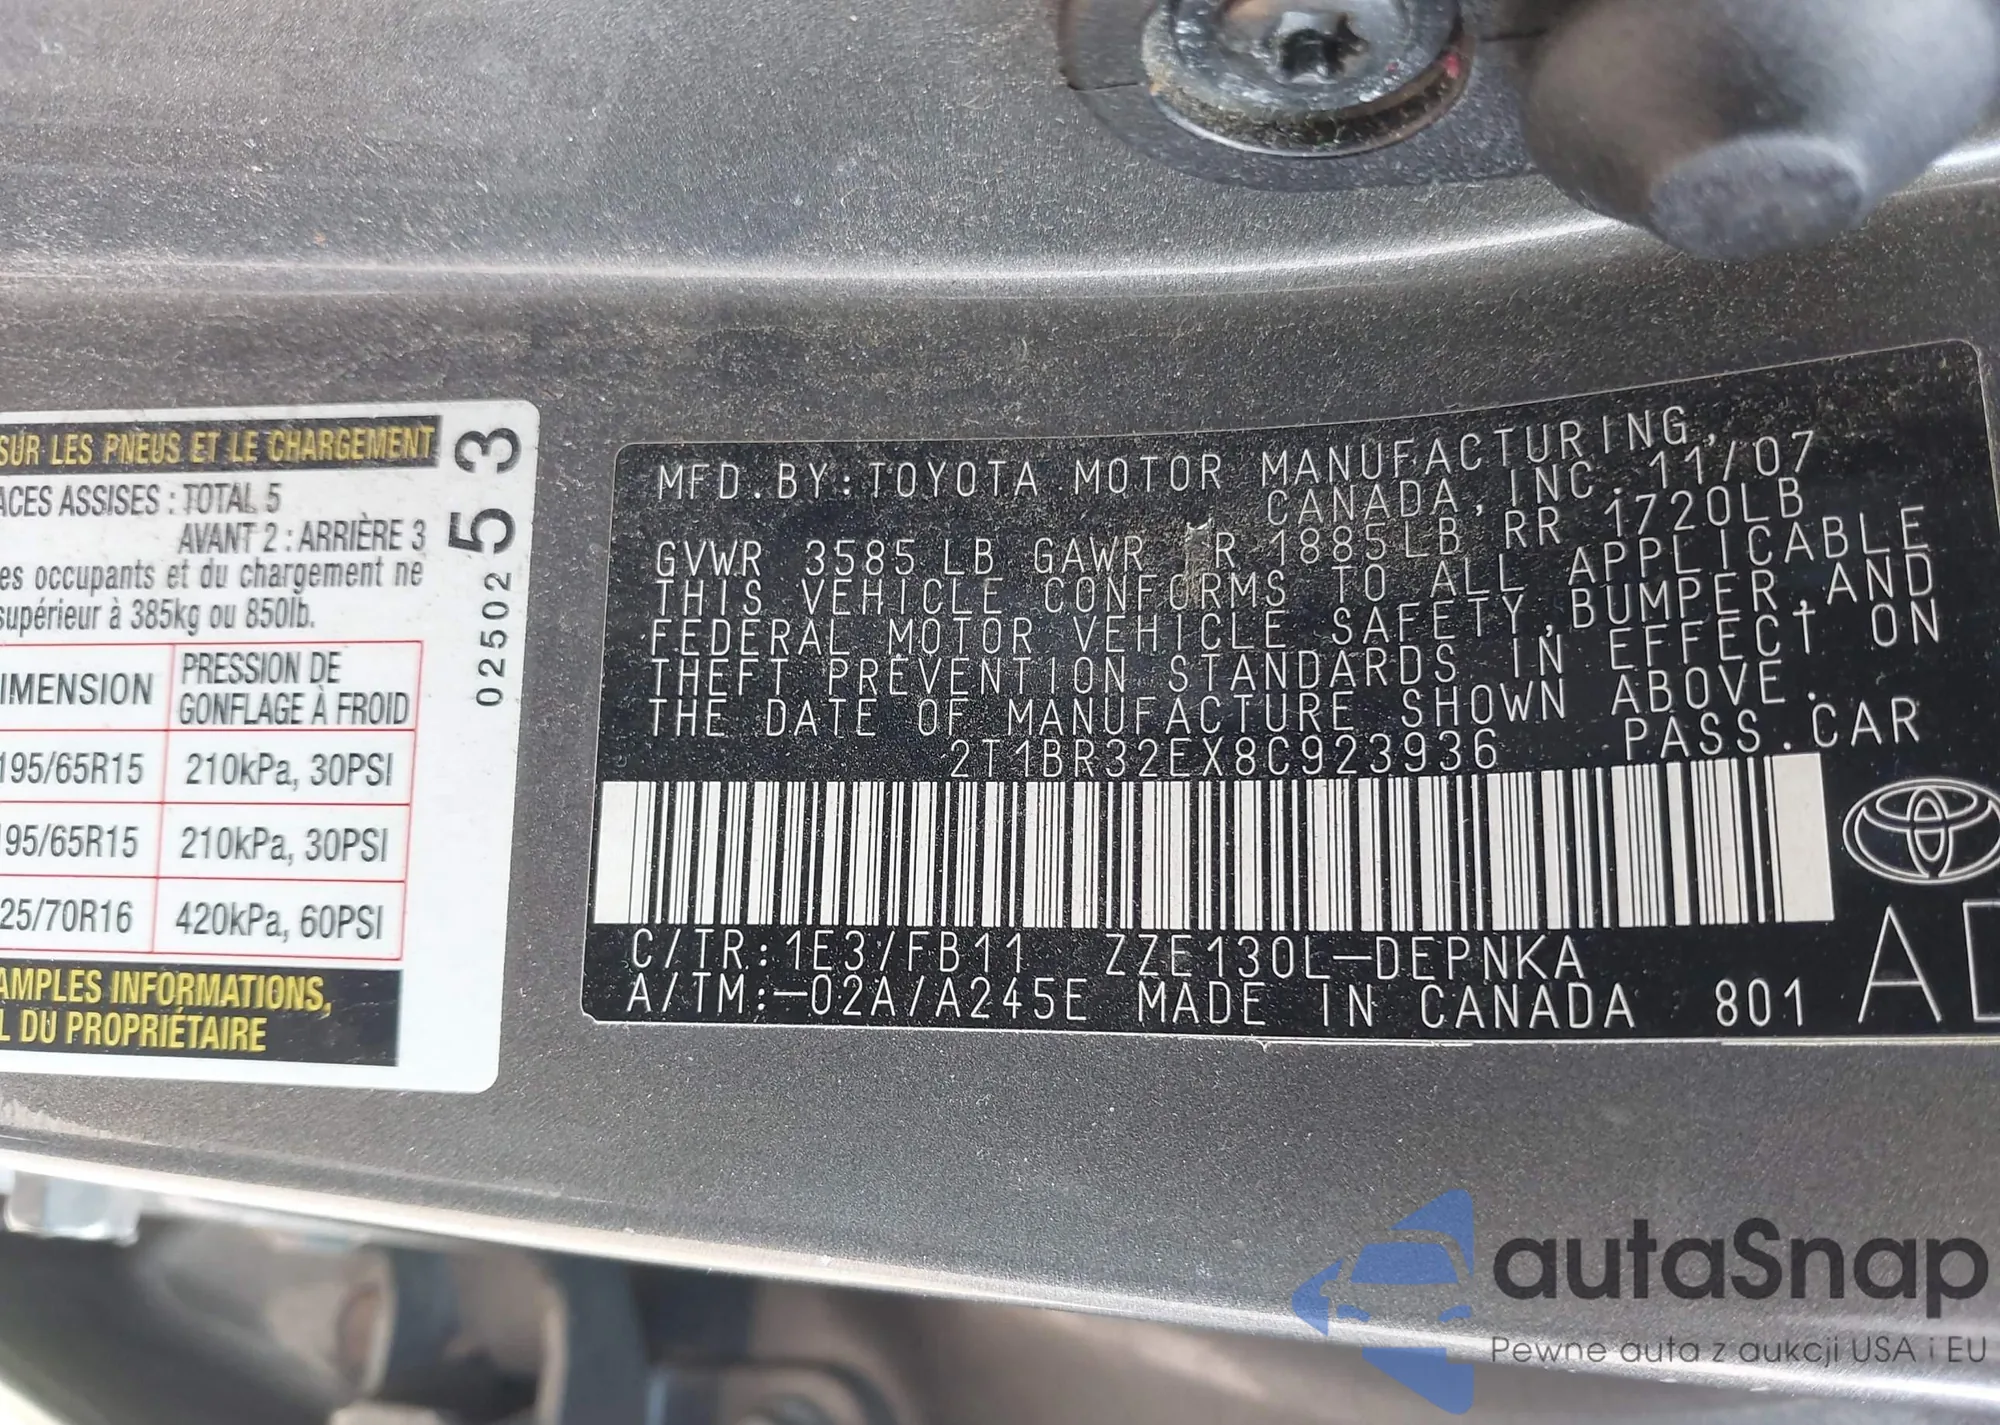 SUR LES PNEUS ET LE CHARGEMENT
ACES ASSISES : TOTAL 5
AVANT 2 : ARRIÈRE 3
es occupants et du chargement ne
supérieur à 385kg ou 850lb.
IMENSION
PRESSION DE
GONFLAGE À FROID
195/65R15 210kPa, 30PSI
195/65R15 210kPa, 30PSI
25/70R16 420kPa, 60PSI
AMPLES INFORMATIONS,
L DU PROPRIÉTAIRE
02502 53
MFD.BY:TOYOTA MOTOR MANUFACTURING,
CANADA, INC. 11/07
GVWR 3585LB GAWR R 1885LB RR 1720LB
THIS VEHICLE CONFORMS TO ALL APPLICABLE
FEDERAL MOTOR VEHICLE SAFETY,BUMPER,AND
THEFT PREVENTION STANDARDS IN EFFECT ON
THE DATE OF MANUFACTURE SHOWN ABOVE.
2T1BR32EX8C923936 PASS.CAR
C/TR:1E3/FB11 ZZE130L-DEPNKA
A/TM:-02A/A245E MADE IN CANADA 801
AD
autaSnap
Pewne auta z aukcji USA i EU